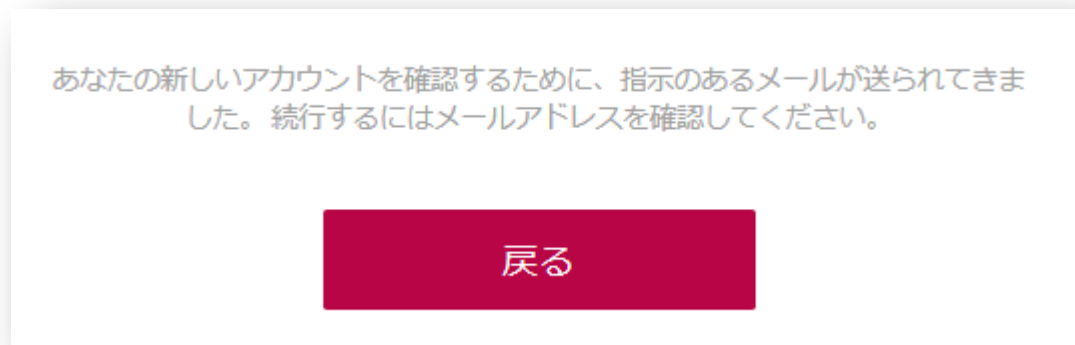 あなたの新しいアカウントを確認するために、指示のあるメールが送られてきま
した。 続行するにはメールアドレスを確認してください。
戻る